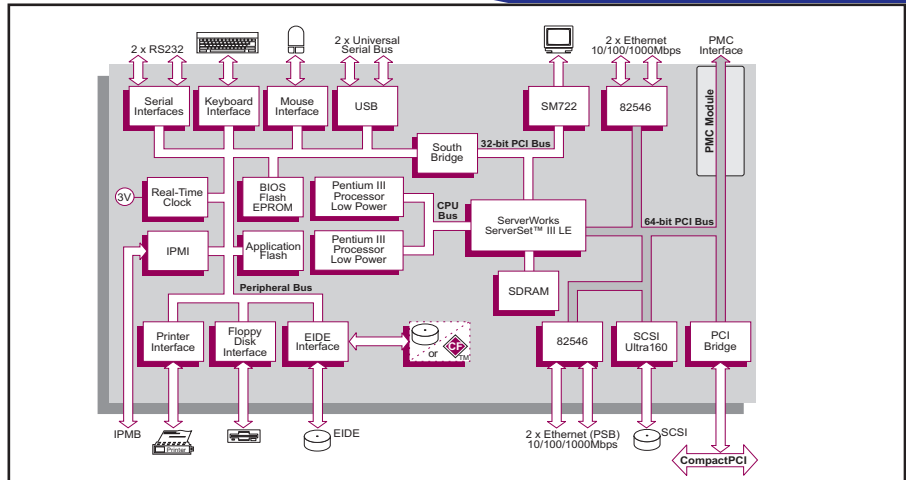 2 x RS232
2 x Universal
Serial Bus
2 x Ethernet
10/100/1000Mbps
PMC
Interface
Serial
Interfaces
Keyboard
Interface
Mouse
Interface
USB
SM722
82546
PMC Module
South
Bridge
32-bit PCI Bus
3V
Real-Time
Clock
BIOS
Flash
EPROM
Pentium III
Processor
Low Power
CPU
Bus
ServerWorks
ServerSet™ III LE
64-bit PCI Bus
IPMI
Application
Flash
Pentium III
Processor
Low Power
SDRAM
Peripheral Bus
Printer
Interface
Floppy
Disk
Interface
EIDE
Interface
or
CF
TM
82546
SCSI
Ultra160
PCI
Bridge
IPMB
Printer
EIDE
2 x Ethernet (PSB)
10/100/1000Mbps
SCSI
CompactPCI